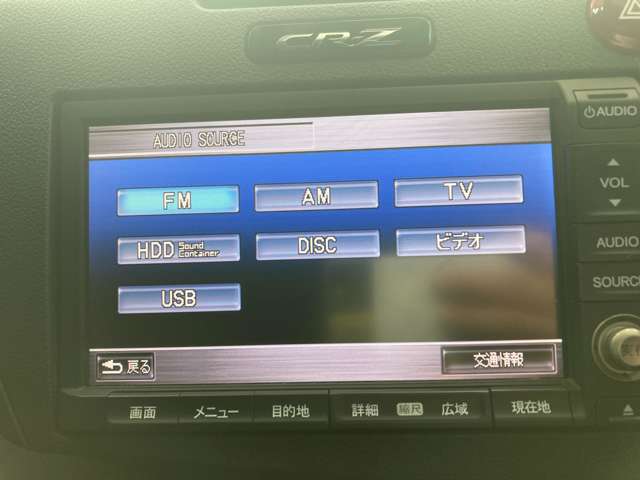 CR-Z
AUDIO
AUDIO SOURCE
FM
AM
TV
VOL
HDD Sound Container
DISC
ビデオ
AUDIO
USB
SOURCE
戻る
交通情報
画面
メニュー
目的地
詳細
縮尺
広域
現在地